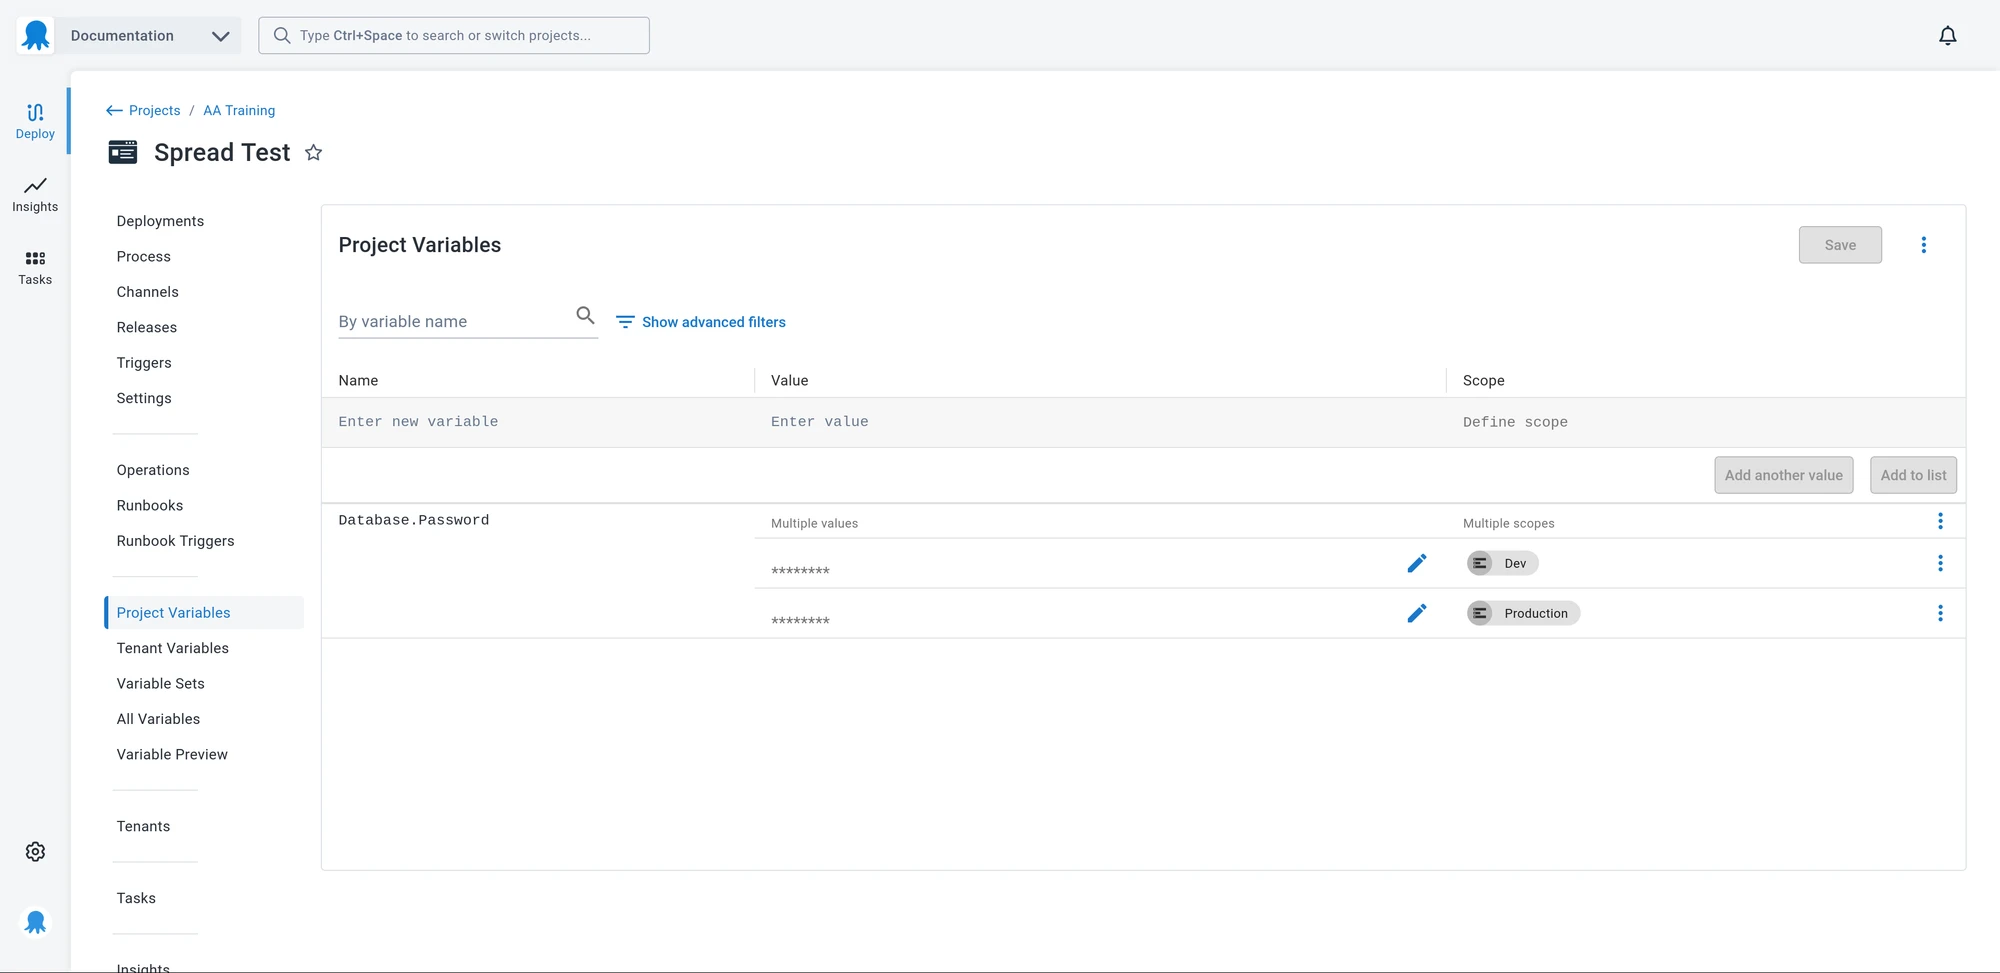 Documentation
Type Ctrl+Space to search or switch projects...
Deploy
Insights
Tasks
Projects / AA Training
Spread Test
Deployments
Process
Channels
Releases
Triggers
Settings
Operations
Runbooks
Runbook Triggers
Project Variables
Tenant Variables
Variable Sets
All Variables
Variable Preview
Tenants
Tasks
Insights
Project Variables
Save
By variable name
Show advanced filters
Name Value Scope
Enter new variable Enter value Define scope
Add another value Add to list
Database.Password Multiple values Multiple scopes
******** Dev
******** Production